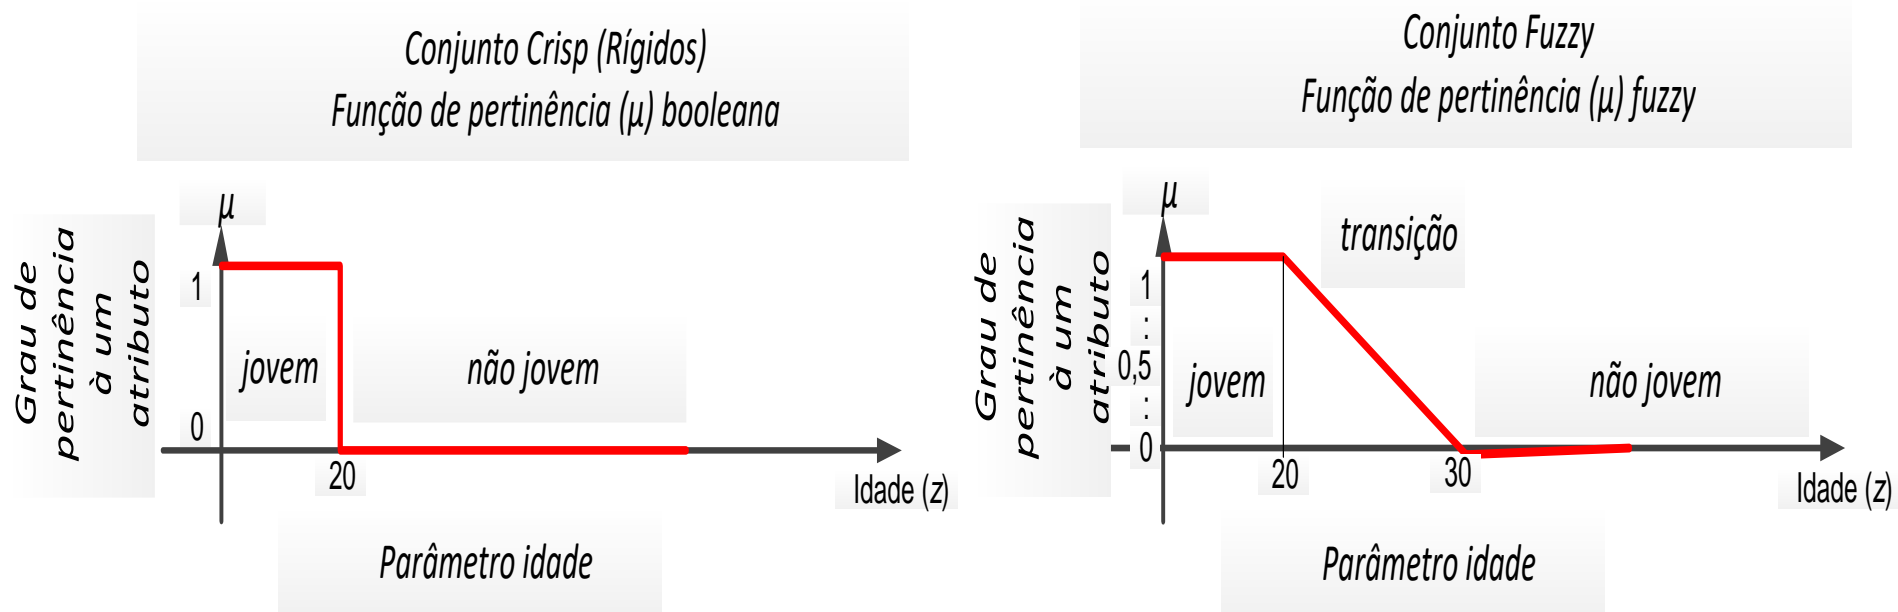 Conjunto Crisp (Rígidos)
Função de pertinência (μ) booleana
μ
Grau de
pertinência
à um
atributo
1
0
jovem
não jovem
20
Idade (z)
Parâmetro idade
Conjunto Fuzzy
Função de pertinência (μ) fuzzy
μ
Grau de
pertinência
à um
atributo
1
:
0,5
:
0
transição
jovem
não jovem
20
30
Idade (z)
Parâmetro idade